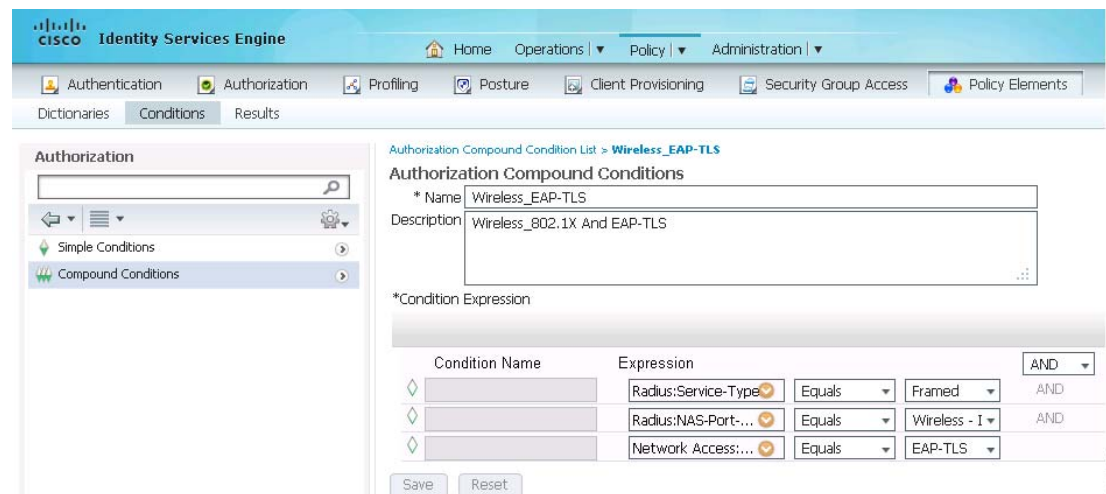 cisco Identity Services Engine
Home Operations | Policy | Administration |
Authentication Authorization Profiling Posture Client Provisioning Security Group Access Policy Elements
Dictionaries Conditions Results
Authorization
Simple Conditions
Compound Conditions
Authorization Compound Condition List > Wireless_EAP-TLS
Authorization Compound Conditions
* Name Wireless_EAP-TLS
Description Wireless_802.1X And EAP-TLS
*Condition Expression
Condition Name Expression AND
Radius:Service-Type Equals Framed AND
Radius:NAS-Port-... Equals Wireless - I AND
Network Access:... Equals EAP-TLS
Save Reset